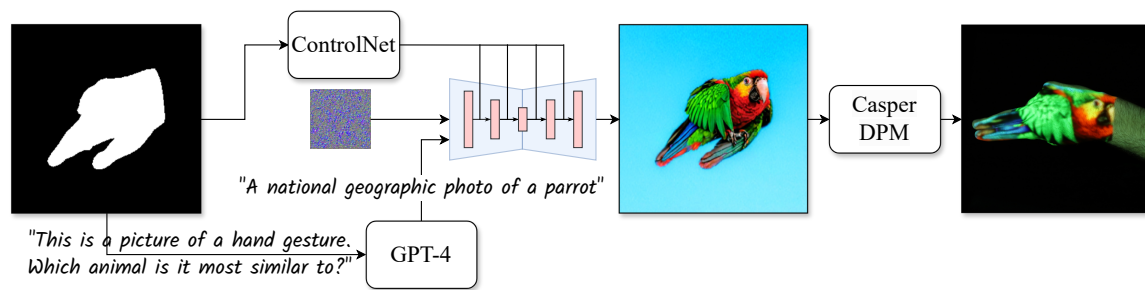 ControlNet
"A national geographic photo of a parrot"
"This is a picture of a hand gesture.
Which animal is it most similar to?"
GPT-4
Casper
DPM